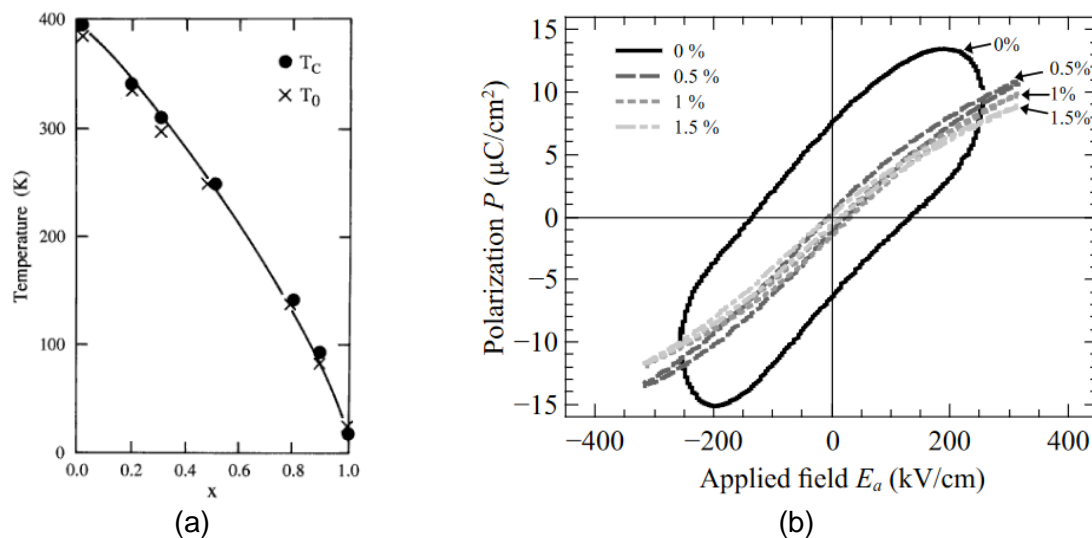 400
300
200
100
0
Temperature (K)
T_C
T_0
0.0 0.2 0.4 0.6 0.8 1.0
x
(a)
15
10
5
0
−5
−10
−15
Polarization P (μC/cm²)
0 %
0.5 %
1 %
1.5 %
0%
0.5%
1%
1.5%
−400 −200 0 200 400
Applied field E_a (kV/cm)
(b)